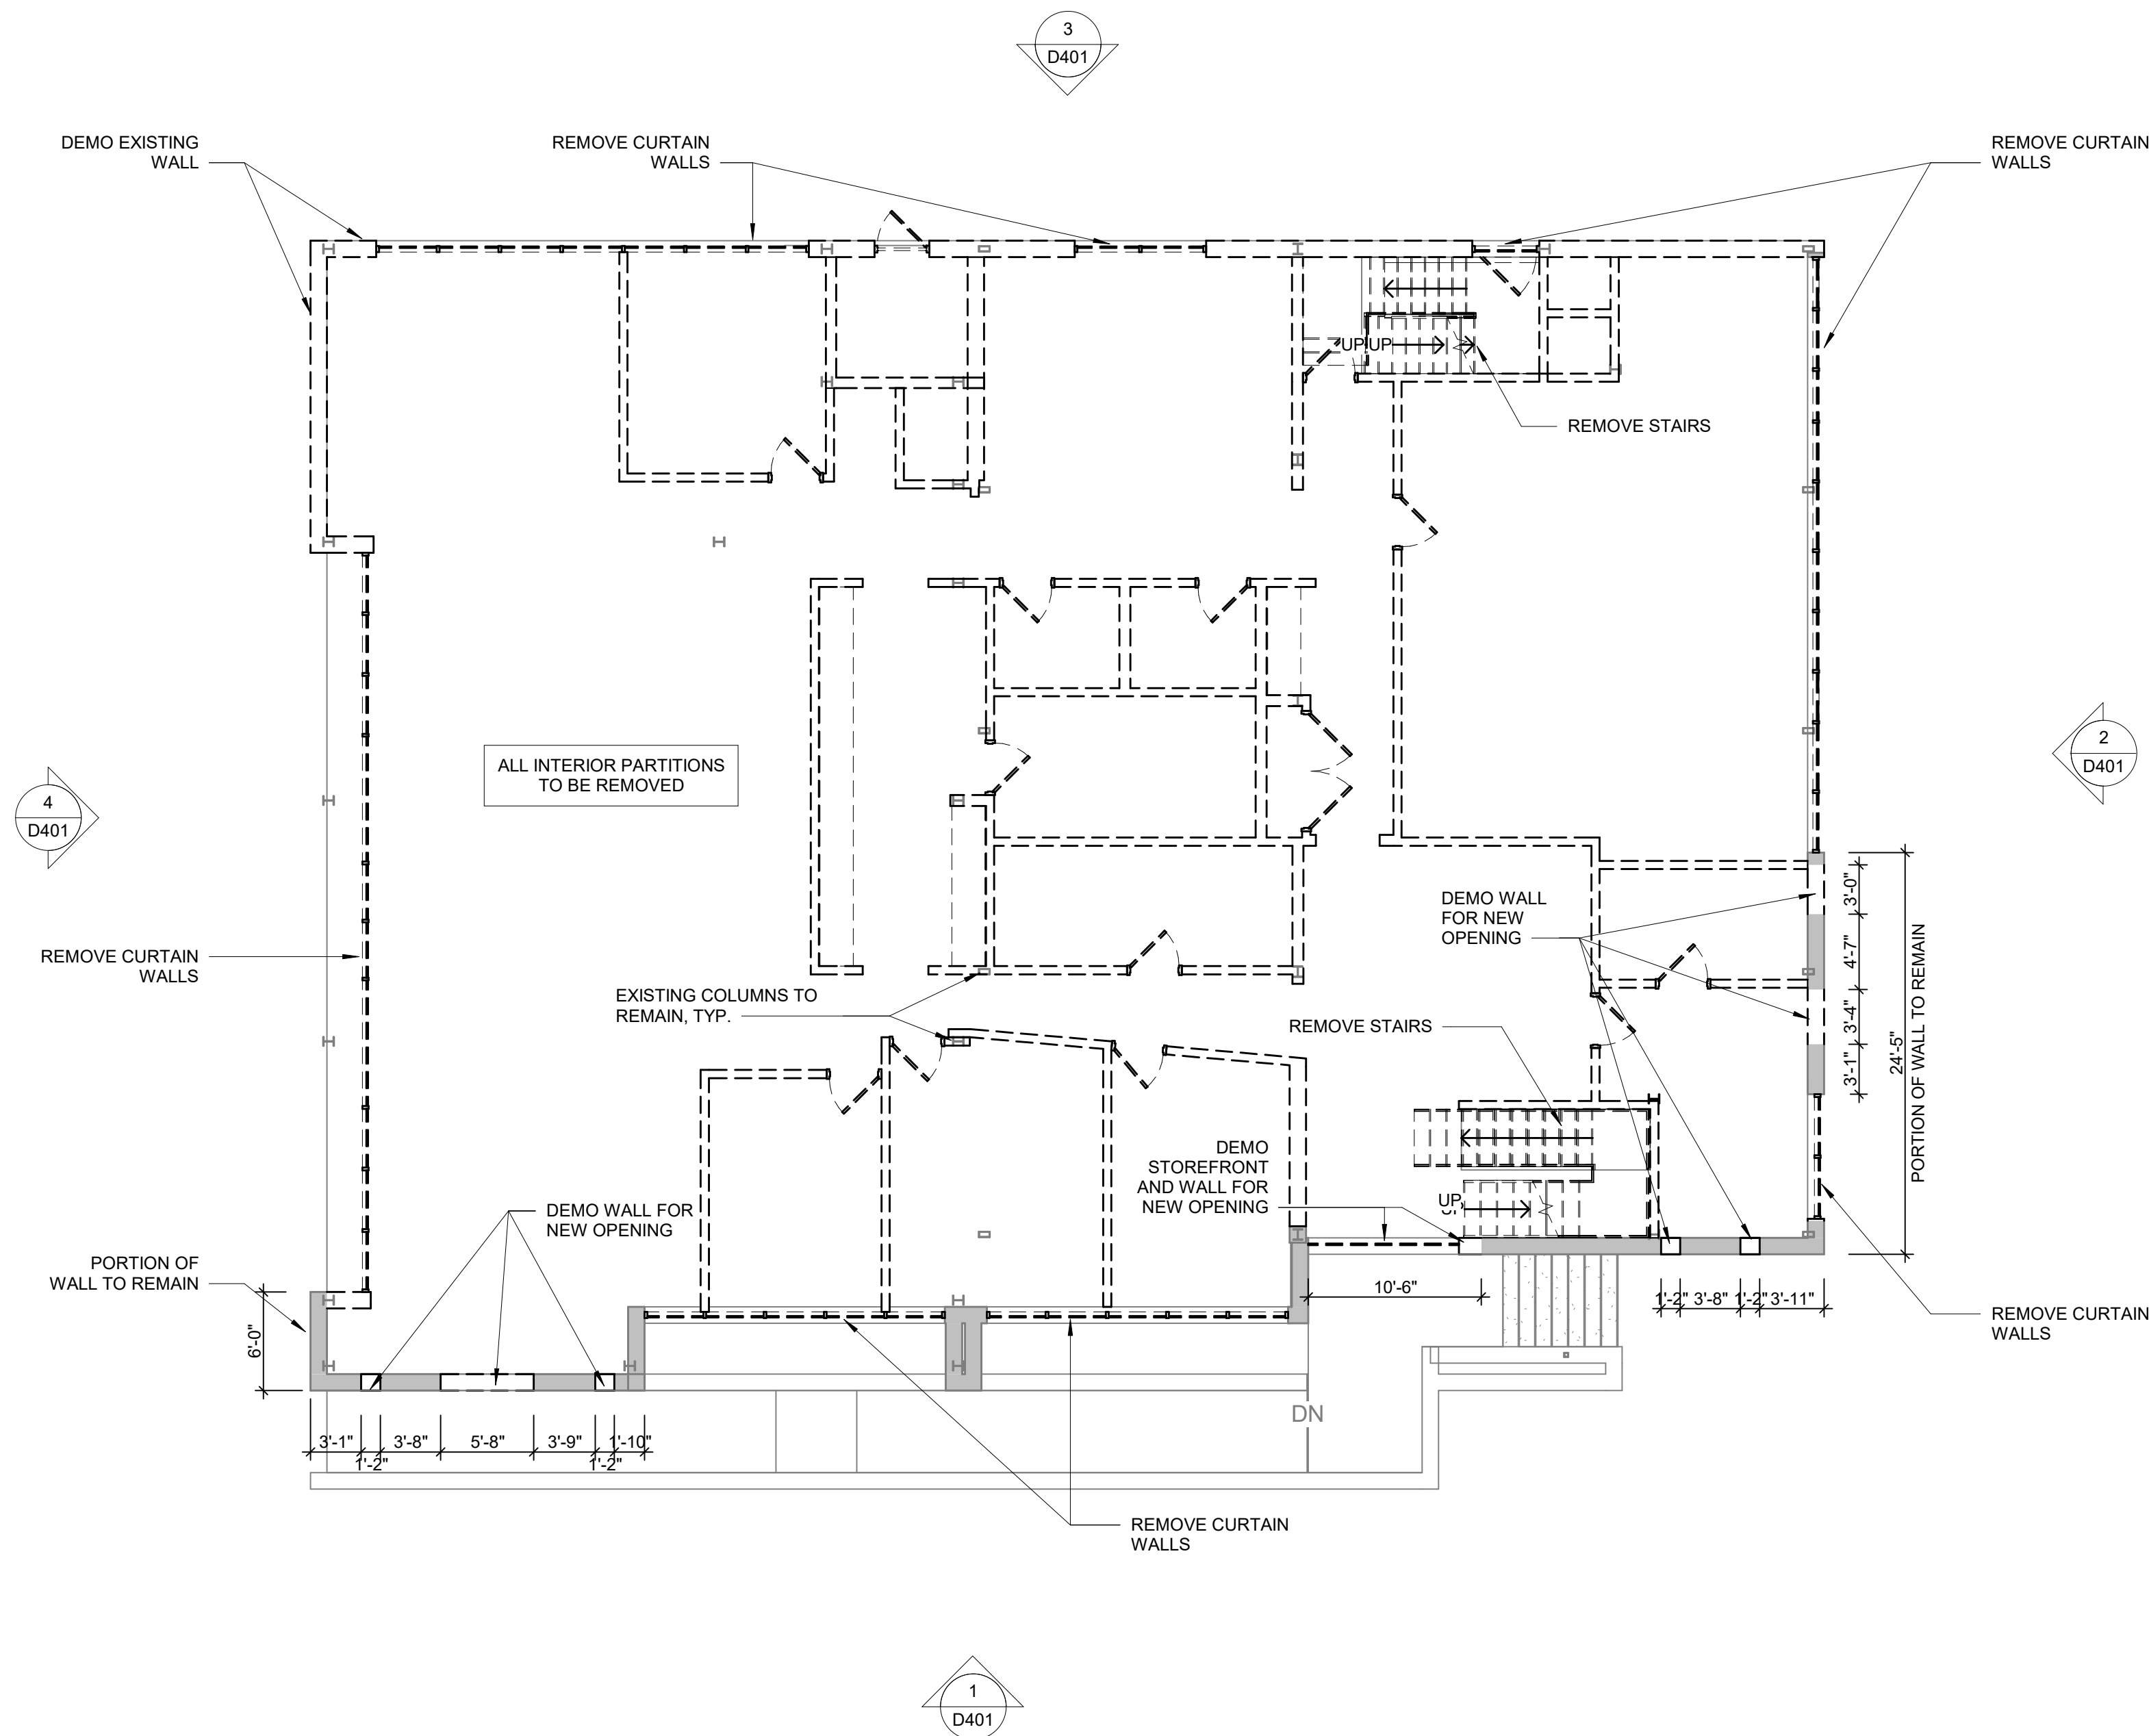 3
D401
DEMO EXISTING
WALL
REMOVE CURTAIN
WALLS
REMOVE CURTAIN
WALLS
UP
UP
REMOVE STAIRS
ALL INTERIOR PARTITIONS
TO BE REMOVED
2
D401
4
D401
DEMO WALL
FOR NEW
OPENING
3'-0"
4'-7"
3'-4"
3'-1"
24'-5"
PORTION OF WALL TO REMAIN
REMOVE CURTAIN
WALLS
EXISTING COLUMNS TO
REMAIN, TYP.
REMOVE STAIRS
DEMO
STOREFRONT
AND WALL FOR
NEW OPENING
UP
DEMO WALL FOR
NEW OPENING
PORTION OF
WALL TO REMAIN
6'-0"
10'-6"
1'-2"
3'-8"
1'-2"
3'-11"
REMOVE CURTAIN
WALLS
DN
3'-1"
1'-2"
3'-8"
5'-8"
3'-9"
1'-2"
1'-10"
REMOVE CURTAIN
WALLS
1
D401